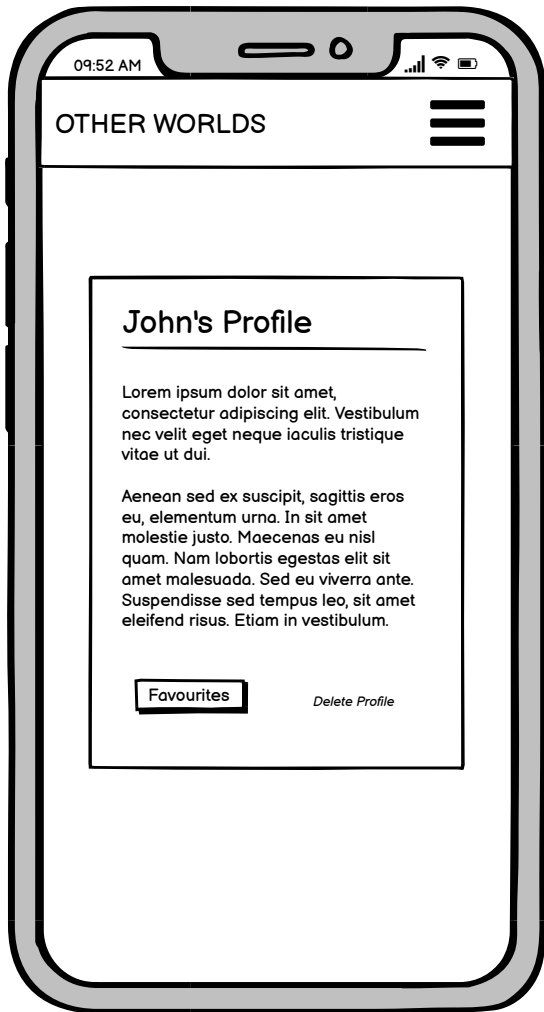 09:52 AM
OTHER WORLDS
John's Profile
Lorem ipsum dolor sit amet,
consectetur adipiscing elit. Vestibulum
nec velit eget neque iaculis tristique
vitae ut dui.
Aenean sed ex suscipit, sagittis eros
eu, elementum urna. In sit amet
molestie justo. Maecenas eu nisl
quam. Nam lobortis egestas elit sit
amet malesuada. Sed eu viverra ante.
Suspendisse sed tempus leo, sit amet
eleifend risus. Etiam in vestibulum.
Favourites
Delete Profile